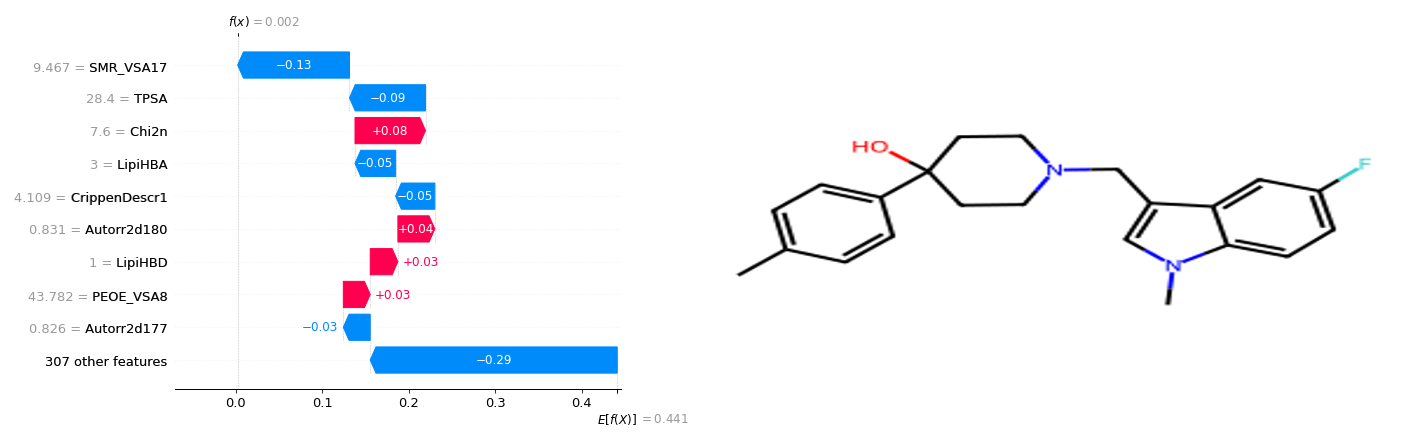 f(x) = 0.002
9.467 = SMR_VSA17
−0.13
28.4 = TPSA
−0.09
7.6 = Chi2n
+0.08
3 = LipiHBA
−0.05
4.109 = CrippenDescr1
−0.05
0.831 = Autorr2d180
+0.04
1 = LipiHBD
+0.03
43.782 = PEOE_VSA8
+0.03
0.826 = Autorr2d177
−0.03
307 other features
−0.29
0.0 0.1 0.2 0.3 0.4
E[f(X)] = 0.441
HO
N
F
N